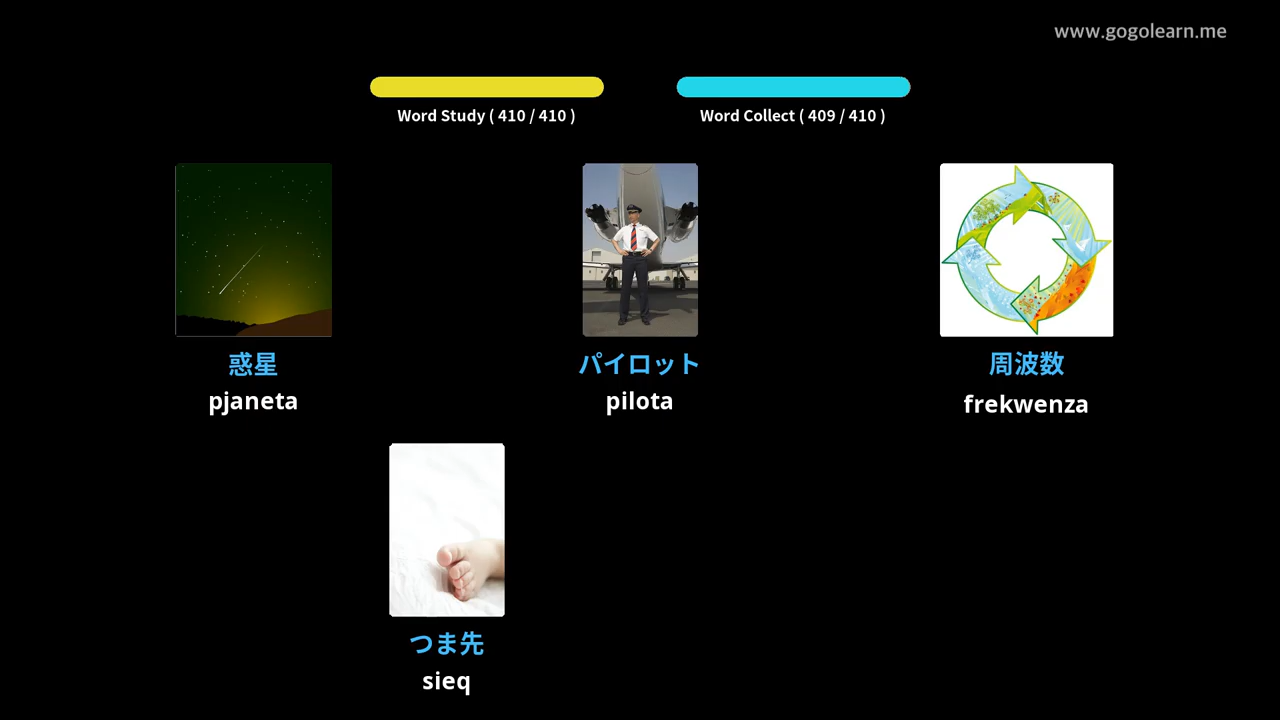 www.gogolearn.me
Word Study ( 410 / 410 )
Word Collect ( 409 / 410 )
惑星
pjaneta
パイロット
pilota
周波数
frekwenza
つま先
sieq